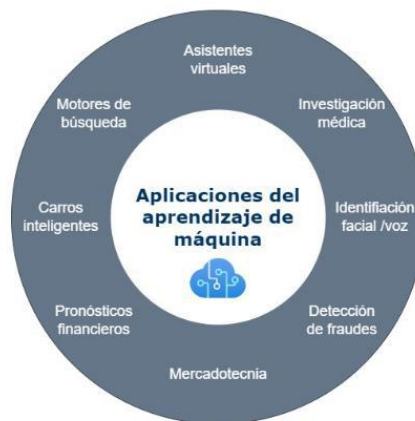 Asistentes
virtuales
Investigación
médica
Identifiación
facial /voz
Detección
de fraudes
Mercadotecnia
Pronósticos
financieros
Carros
inteligentes
Motores de
búsqueda
Aplicaciones del
aprendizaje de
máquina